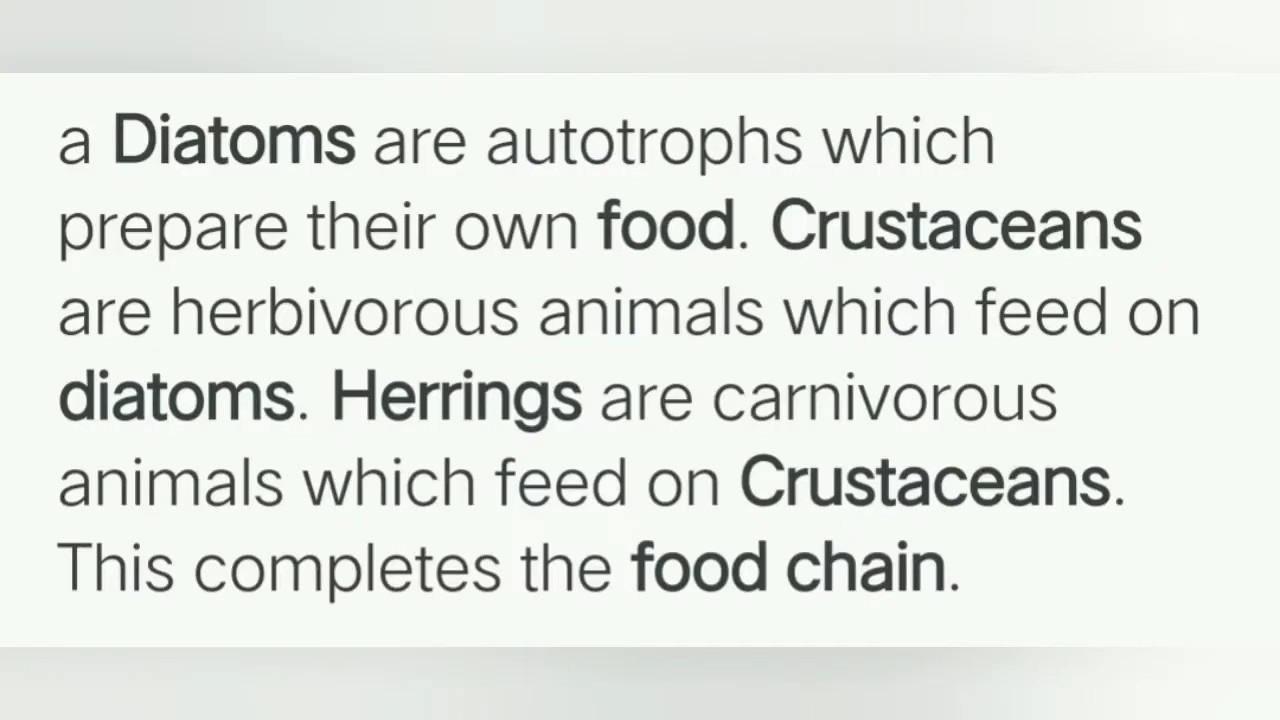 a Diatoms are autotrophs which
prepare their own food. Crustaceans
are herbivorous animals which feed on
diatoms. Herrings are carnivorous
animals which feed on Crustaceans.
This completes the food chain.